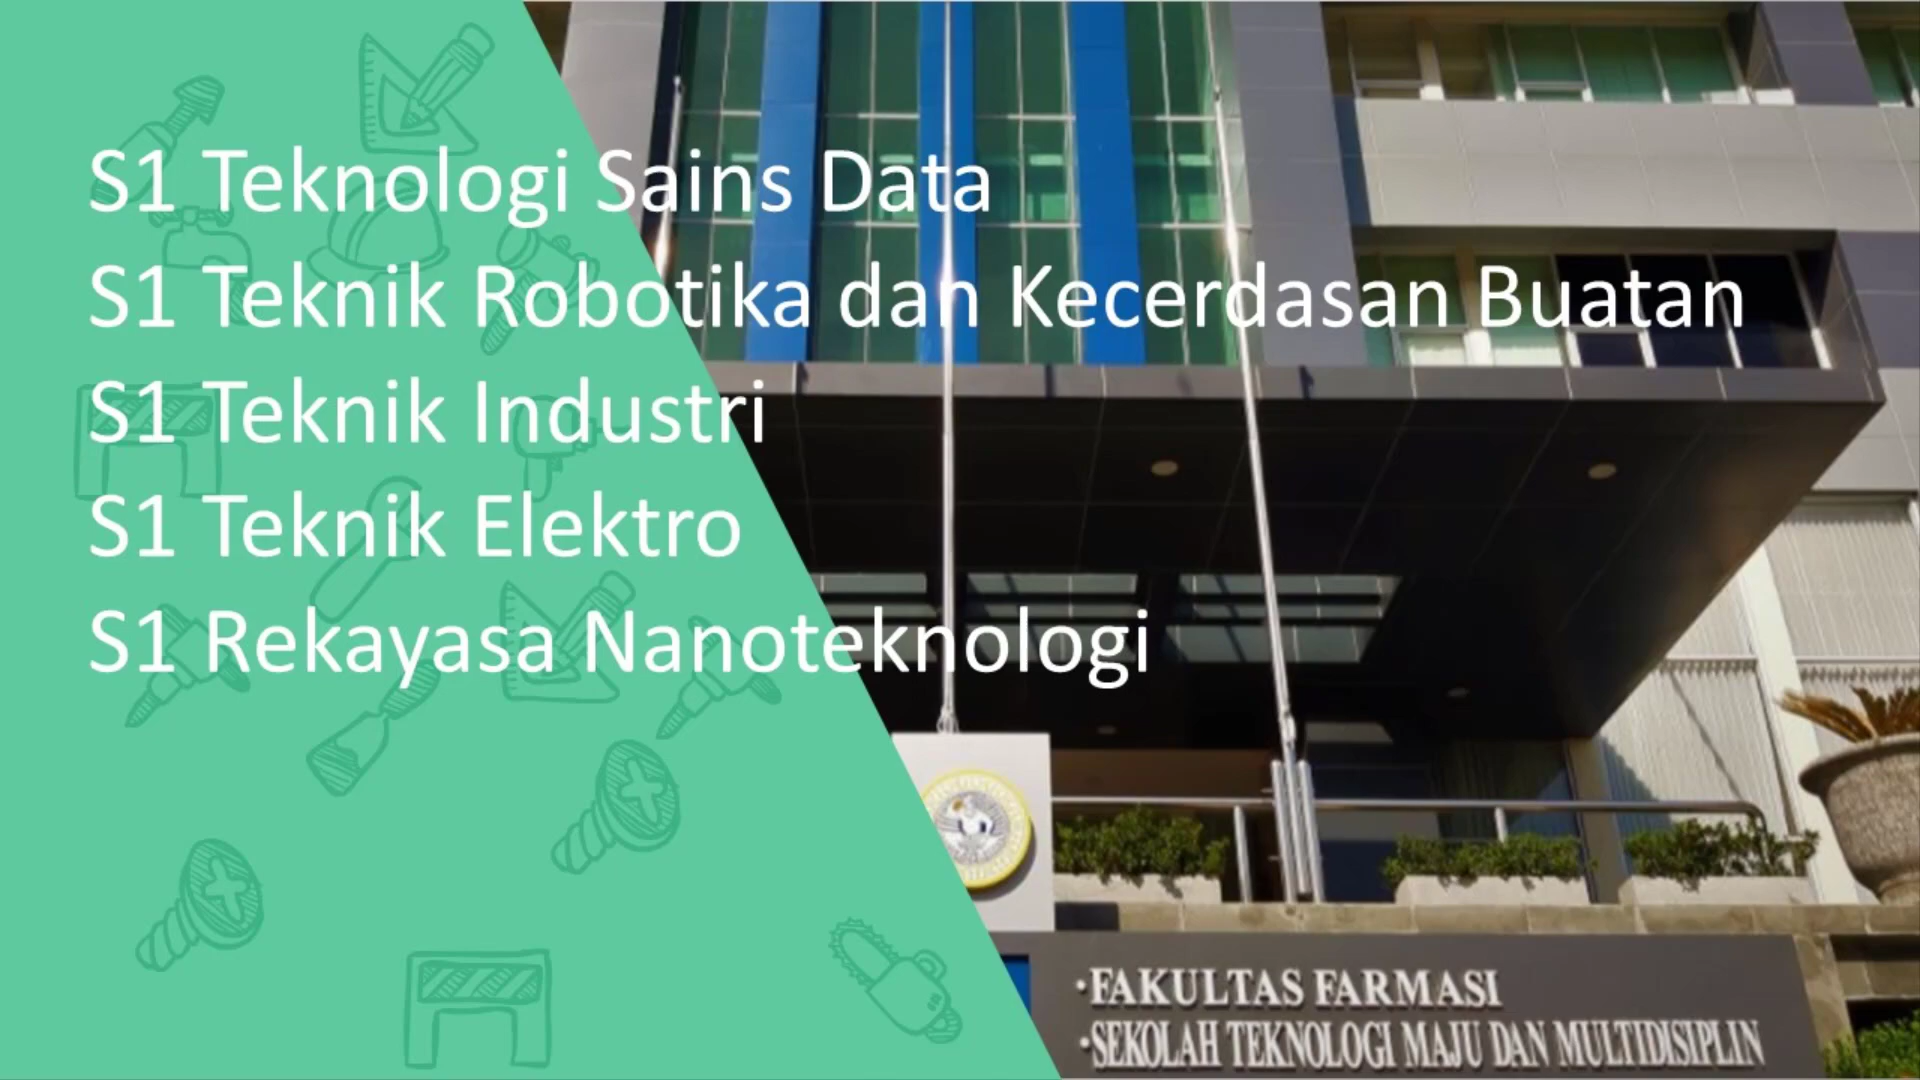 S1 Teknologi Sains Data
S1 Teknik Robotika dan Kecerdasan Buatan
S1 Teknik Industri
S1 Teknik Elektro
S1 Rekayasa Nanoteknologi
·FAKULTAS FARMASI
·SEKOLAH TEKNOLOGI MAJU DAN MULTIDISIPLIN